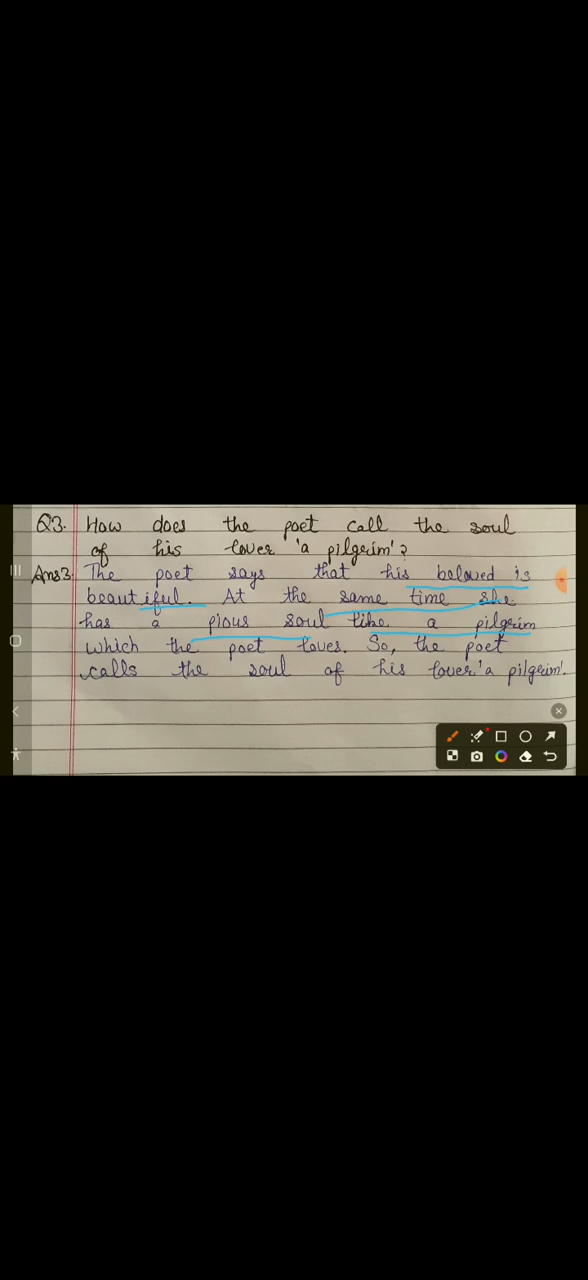 Q3. How does the poet call the soul
of his lover 'a pilgrim'?
Ans3. The poet says that his beloved is
beautiful. At the same time she
has a pious soul like a pilgrim
which the poet loves. So, the poet
calls the soul of his lover 'a pilgrim'.